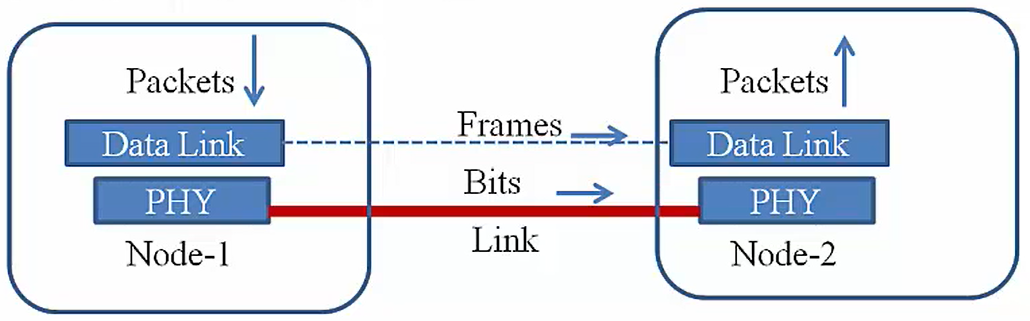 Packets
Packets
Frames
Data Link
Data Link
Bits
PHY
PHY
Link
Node-1
Node-2